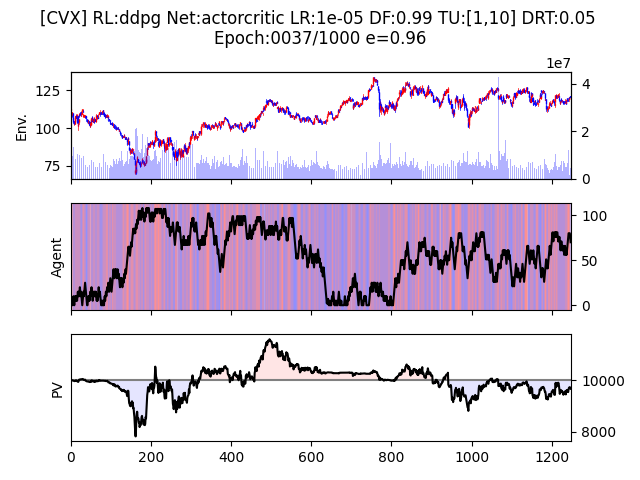 [CVX] RL:ddpg Net:actorcritic LR:1e-05 DF:0.99 TU:[1,10] DRT:0.05
Epoch:0037/1000 e=0.96
1e7
125
100
75
Env.
4
2
0
Agent
100
50
0
PV
10000
8000
0 200 400 600 800 1000 1200